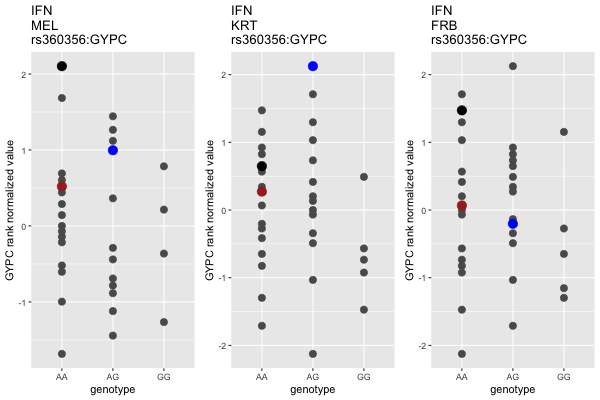 IFN
MEL
rs360356:GYPC
GYPC rank normalized value
2
1
0
-1
AA
AG
GG
genotype
IFN
KRT
rs360356:GYPC
GYPC rank normalized value
2
1
0
-1
-2
AA
AG
GG
genotype
IFN
FRB
rs360356:GYPC
GYPC rank normalized value
2
1
0
-1
-2
AA
AG
GG
genotype